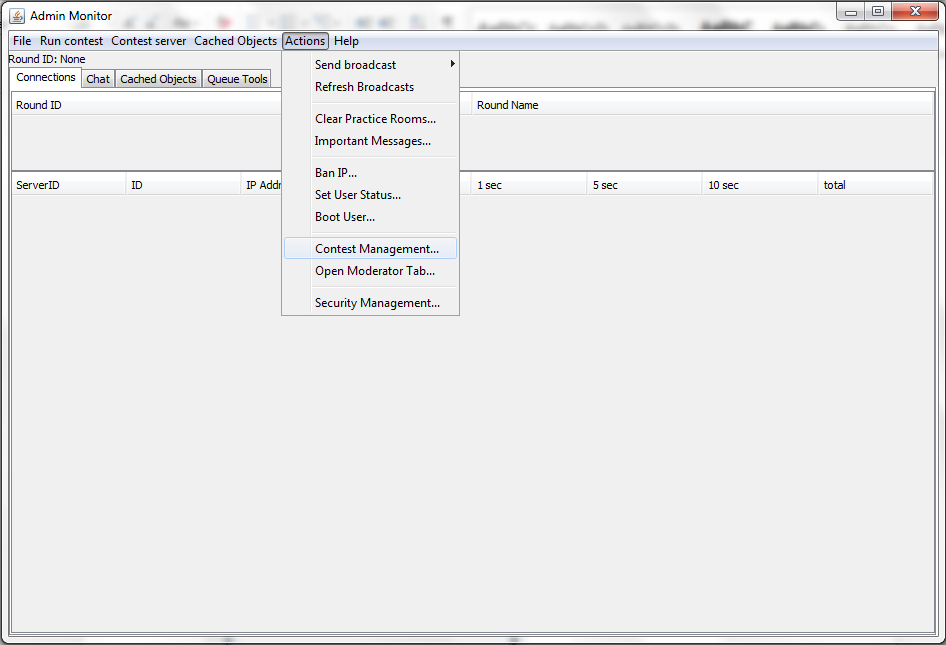 Admin Monitor
File Run contest Contest server Cached Objects Actions Help
Round ID: None
Connections Chat Cached Objects Queue Tools
Round ID Round Name
ServerID ID IP Addr 1 sec 5 sec 10 sec total
Send broadcast
Refresh Broadcasts
Clear Practice Rooms...
Important Messages...
Ban IP...
Set User Status...
Boot User...
Contest Management...
Open Moderator Tab...
Security Management...